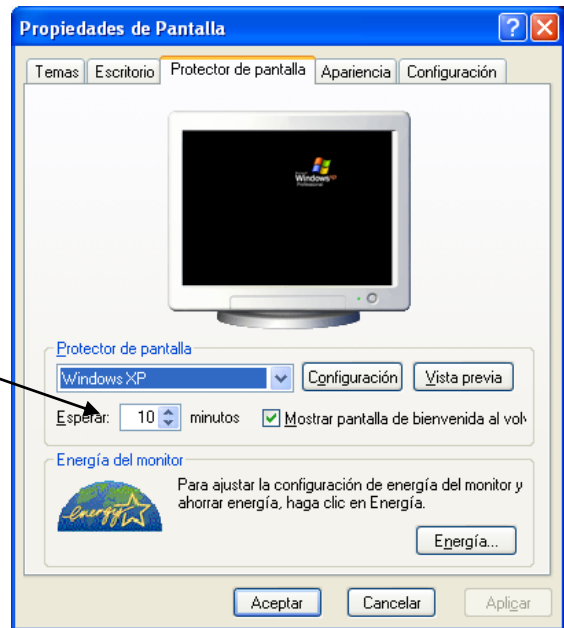 Propiedades de Pantalla
Temas Escritorio Protector de pantalla Apariencia Configuración
Windows XP
Protector de pantalla
Windows XP Configuración Vista previa
Esperar: 10 minutos Mostrar pantalla de bienvenida al volv
Energía del monitor
energy
Para ajustar la configuración de energía del monitor y
ahorrar energía, haga clic en Energía.
Energía...
Aceptar Cancelar Aplicar